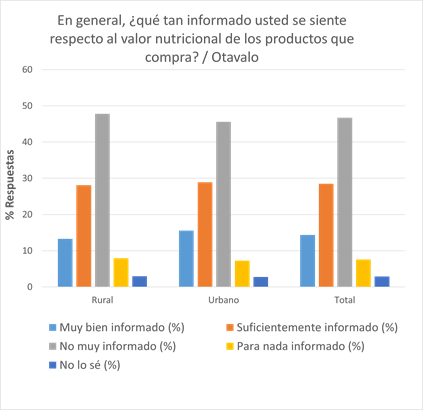 En general, ¿qué tan informado usted se siente
respecto al valor nutricional de los productos que
compra? / Otavalo
60
50
40
30
20
10
0
% Respuestas
Rural
Urbano
Total
Muy bien informado (%)
Suficientemente informado (%)
No muy informado (%)
Para nada informado (%)
No lo sé (%)